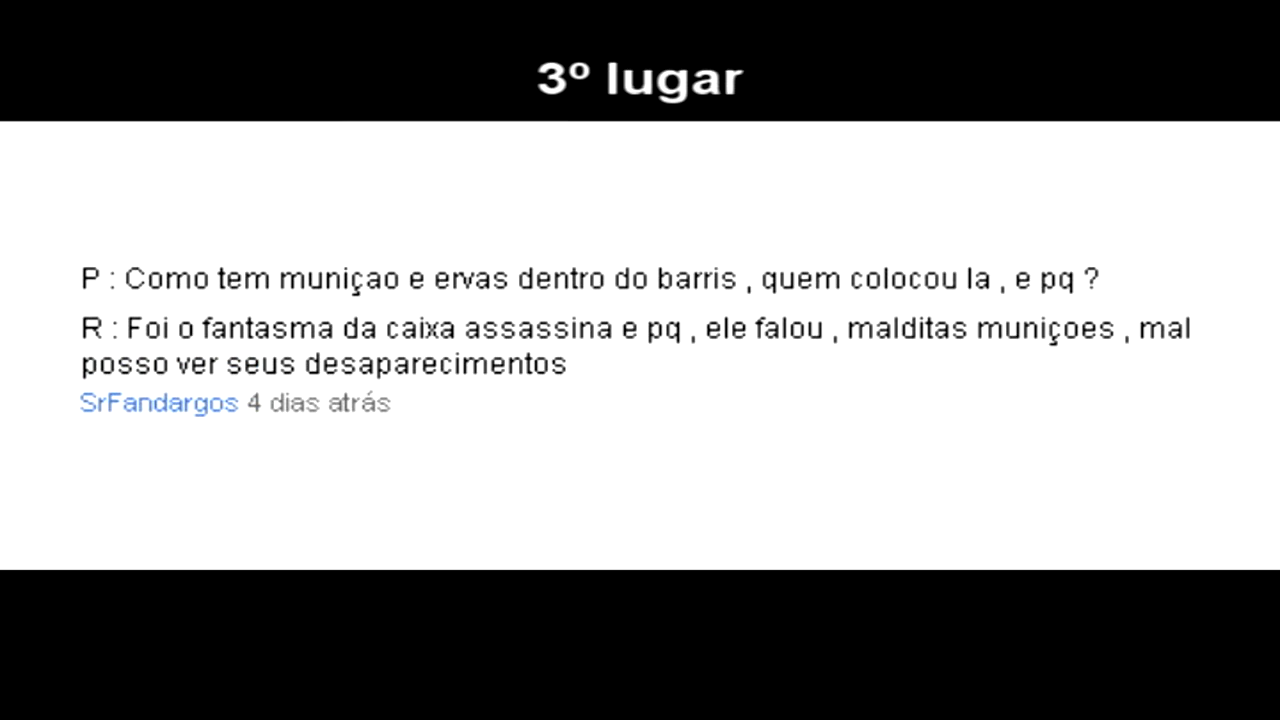 3º lugar
P : Como tem muniçao e ervas dentro do barris , quem colocou la , e pq ?
R : Foi o fantasma da caixa assassina e pq , ele falou , malditas muniçoes , mal
posso ver seus desaparecimentos
SrFandargos 4 dias atrás